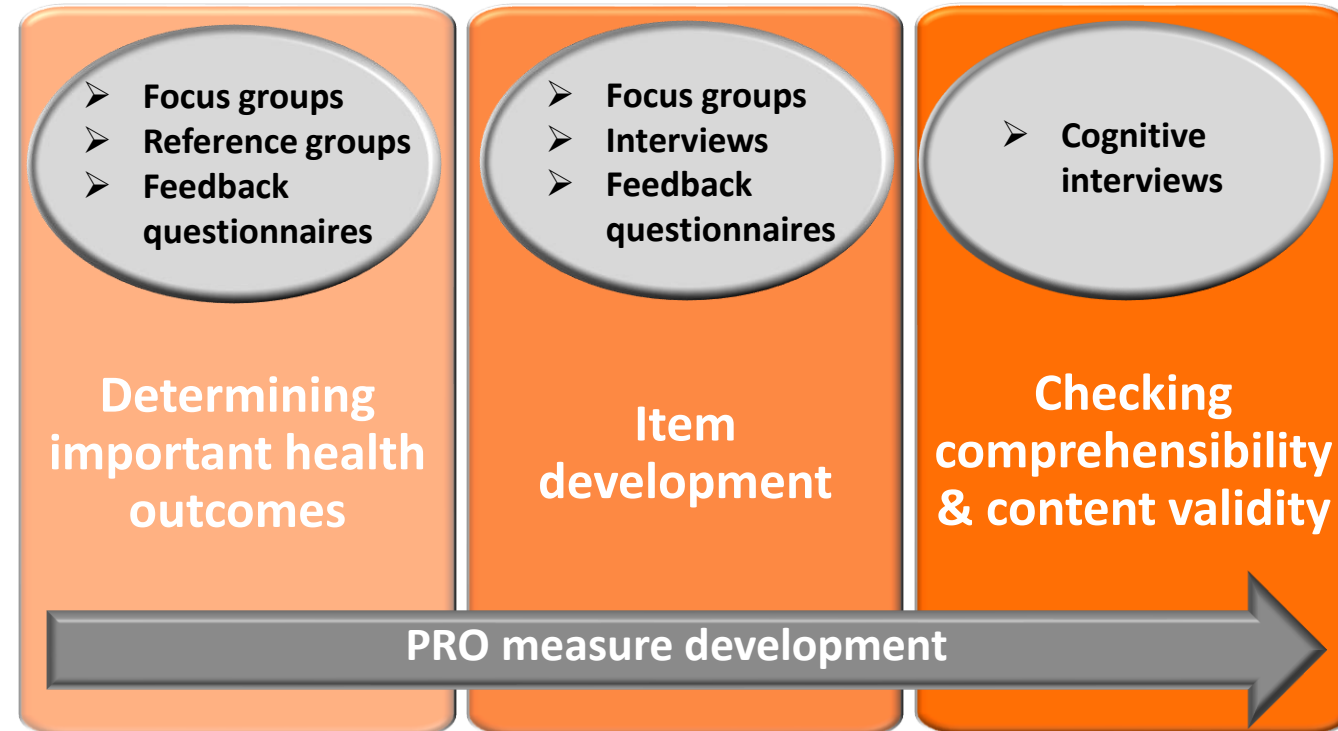 ➢ Focus groups
➢ Reference groups
➢ Feedback
questionnaires
Determining
important health
outcomes
➢ Focus groups
➢ Interviews
➢ Feedback
questionnaires
Item
development
➢ Cognitive
interviews
Checking
comprehensibility
& content validity
PRO measure development